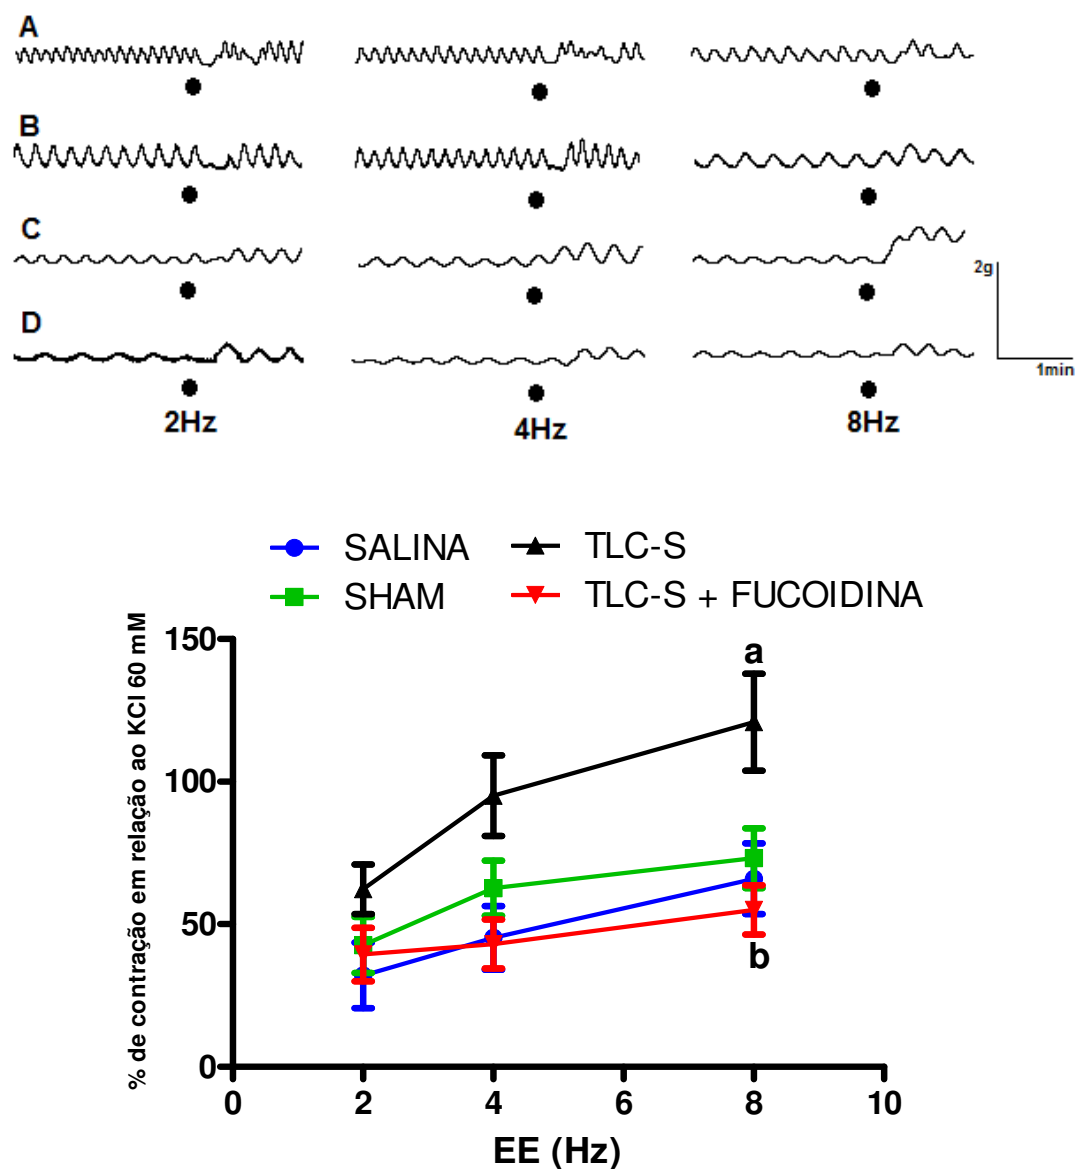 A
B
C
2g
D
1min
2Hz
4Hz
8Hz
SALINA
TLC-S
SHAM
TLC-S + FUCOIDINA
% de contração em relação ao KCl 60 mM
150
a
100
50
b
0
0
2
4
6
8
10
EE (Hz)